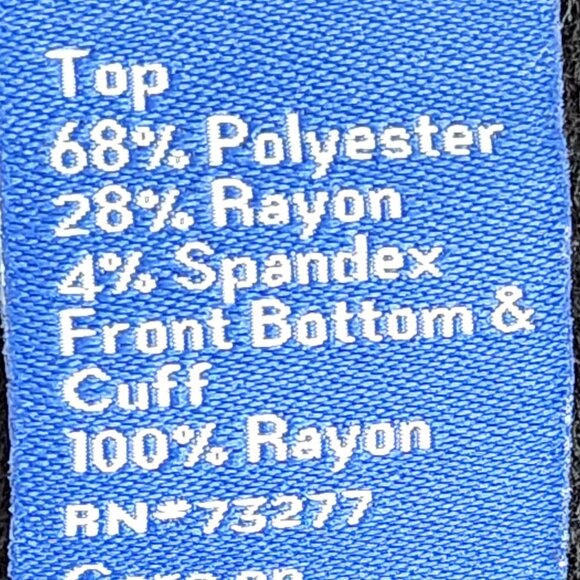 Top
68% Polyester
28% Rayon
4% Spandex
Front Bottom &
Cuff
100% Rayon
RN*73277